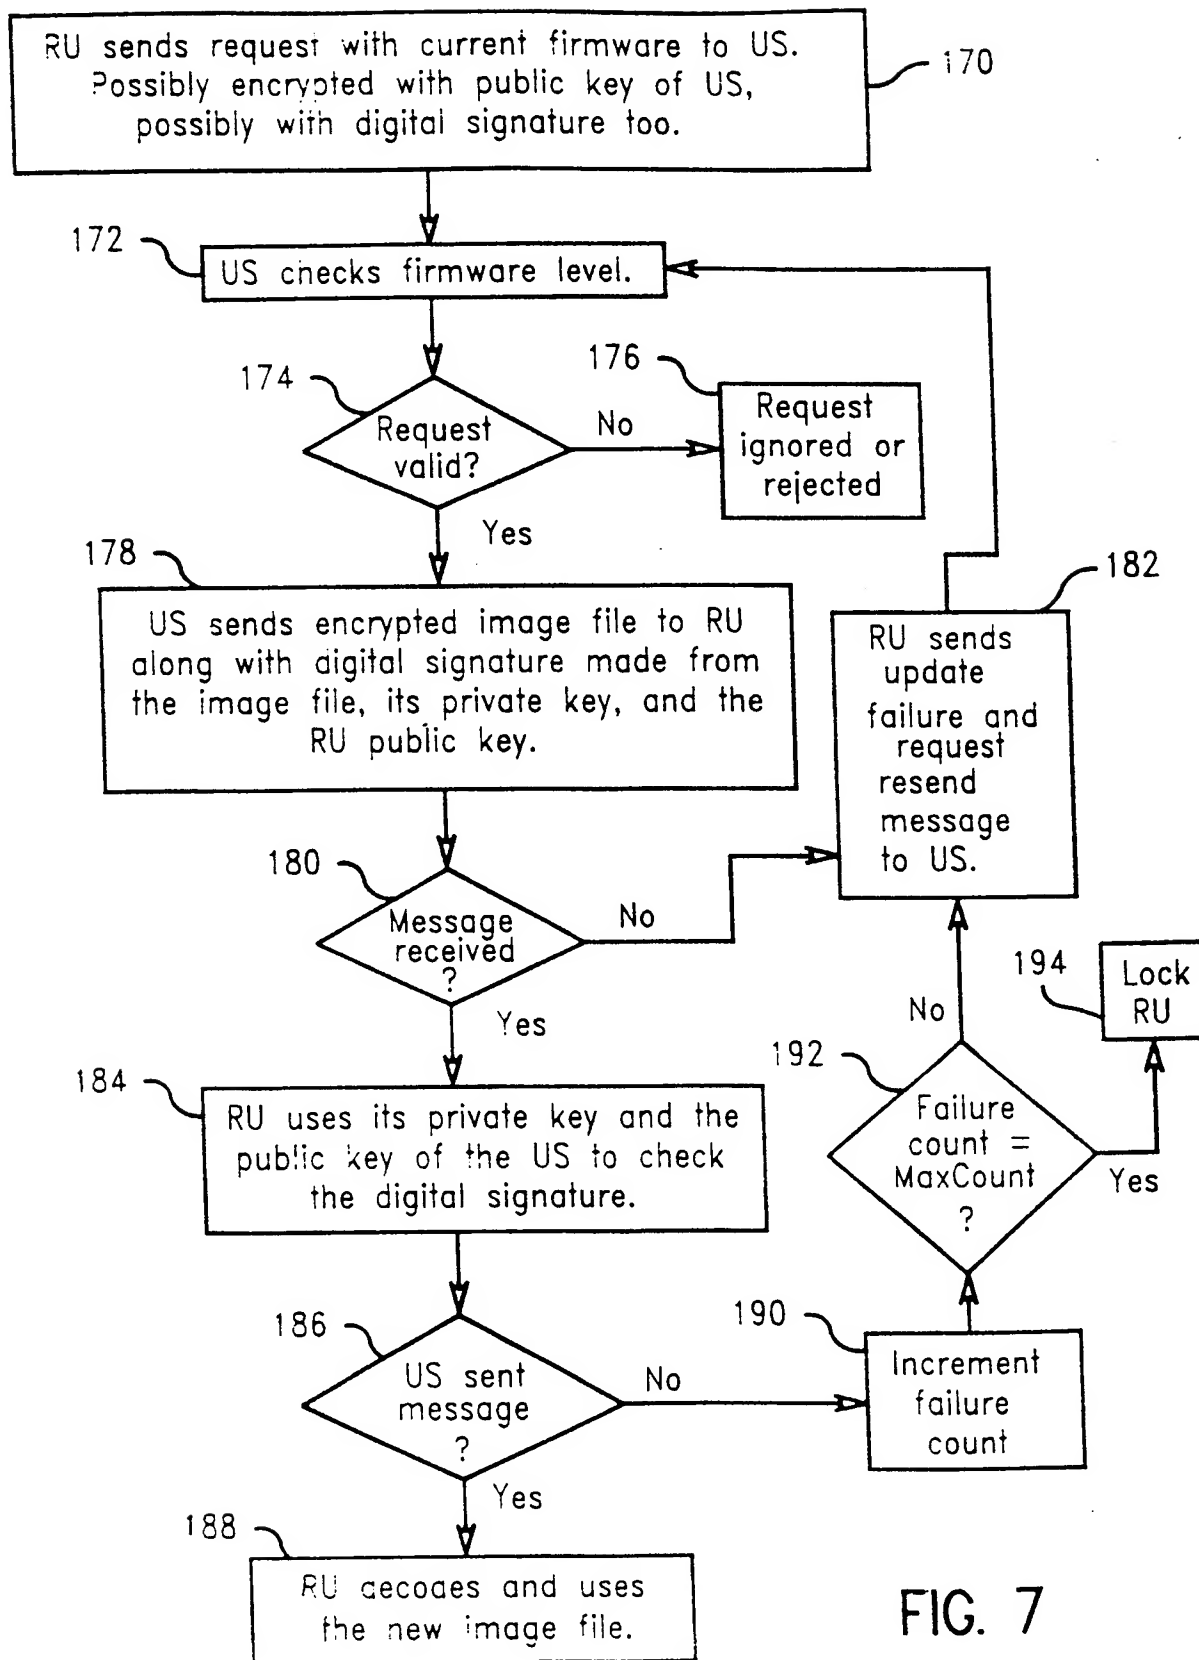 RU sends request with current firmware to US.
Possibly encrypted with public key of US,
possibly with digital signature too.
170
172
US checks firmware level.
174
Request
valid?
No
176
Request
ignored or
rejected
Yes
178
US sends encrypted image file to RU
along with digital signature made from
the image file, its private key, and the
RU public key.
182
RU sends
update
failure and
request
resend
message
to US.
180
Message
received
?
No
Yes
184
RU uses its private key and the
public key of the US to check
the digital signature.
194
Lock
RU
No
192
Failure
count =
MaxCount
?
Yes
186
US sent
message
?
No
190
Increment
failure
count
Yes
188
RU decodes and uses
the new image file.
FIG. 7